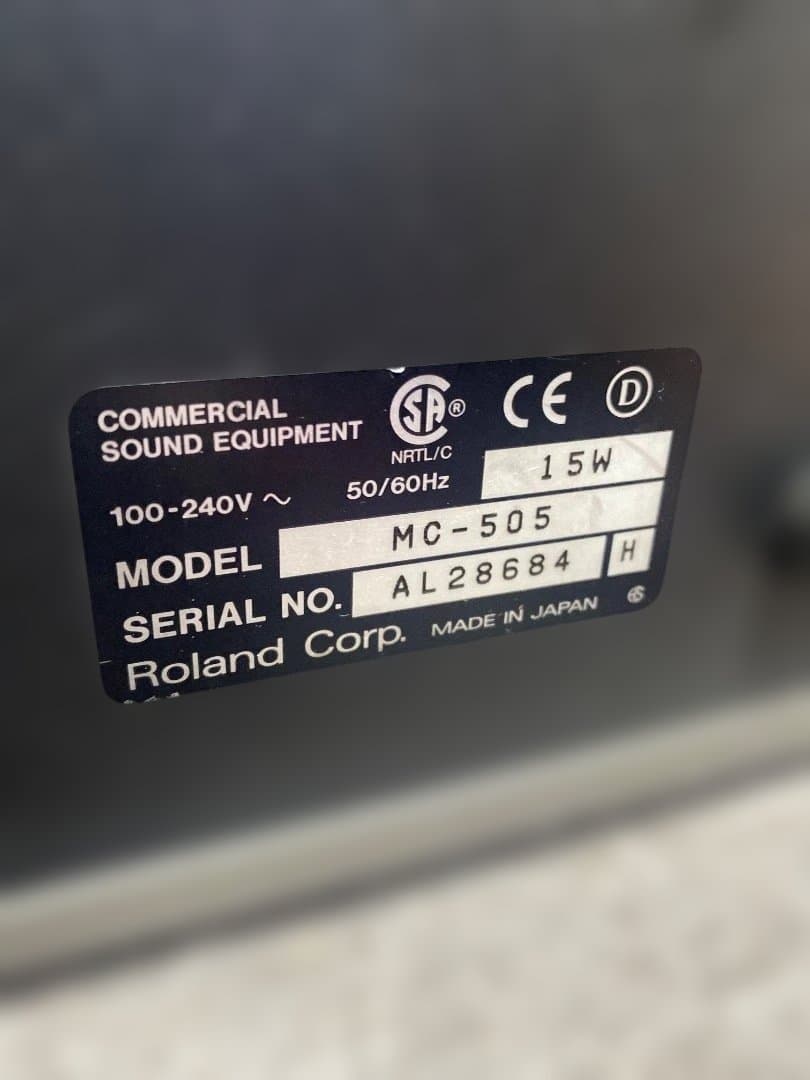 COMMERCIAL
SOUND EQUIPMENT
SA®
NRTL/C
CE
D
100-240V ~ 50/60Hz 15W
MODEL MC-505
SERIAL NO. AL28684 H
Roland Corp. MADE IN JAPAN